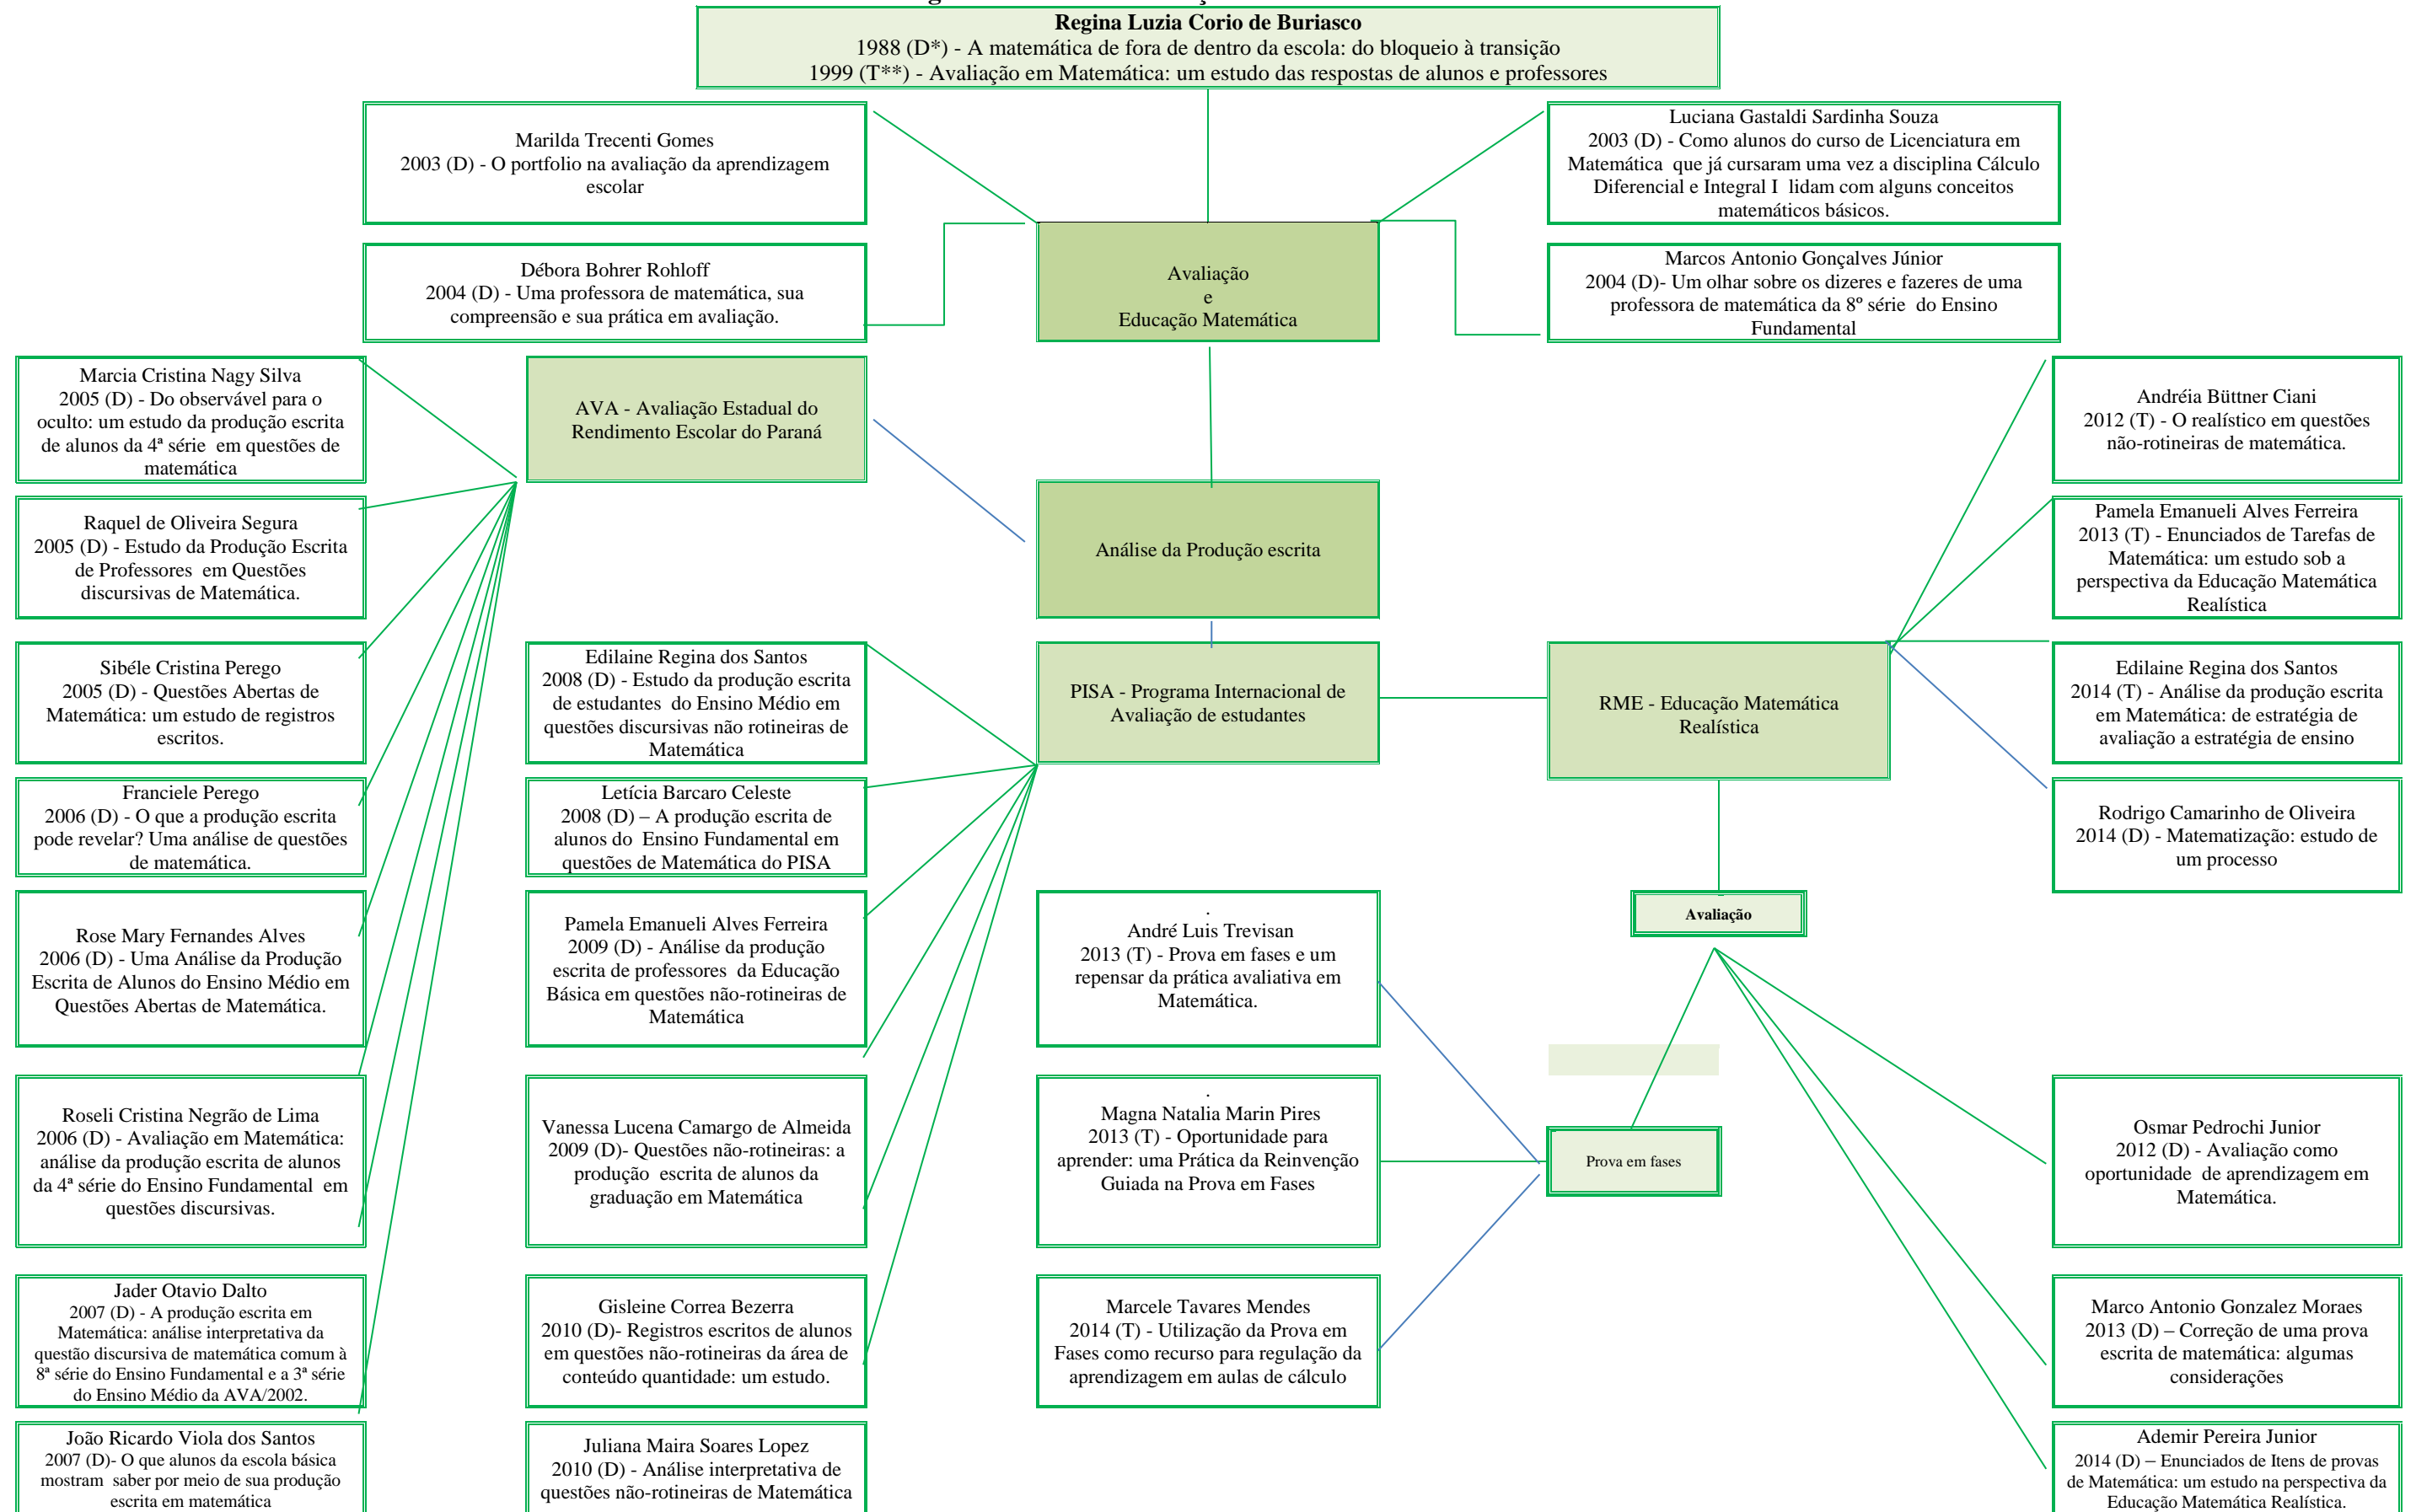 Regina Luzia Corio de Buriasco
1988 (D*) - A matemática de fora de dentro da escola: do bloqueio à transição
1999 (T**) - Avaliação em Matemática: um estudo das respostas de alunos e professores
Marilda Trecenti Gomes
2003 (D) - O portfolio na avaliação da aprendizagem
escolar
Luciana Gastaldi Sardinha Souza
2003 (D) - Como alunos do curso de Licenciatura em
Matemática que já cursaram uma vez a disciplina Cálculo
Diferencial e Integral I lidam com alguns conceitos
matemáticos básicos.
Débora Bohrer Rohloff
2004 (D) - Uma professora de matemática, sua
compreensão e sua prática em avaliação.
Avaliação
e
Educação Matemática
Marcos Antonio Gonçalves Júnior
2004 (D)- Um olhar sobre os dizeres e fazeres de uma
professora de matemática da 8º série do Ensino
Fundamental
Marcia Cristina Nagy Silva
2005 (D) - Do observável para o
oculto: um estudo da produção escrita
de alunos da 4ª série em questões de
matemática
AVA - Avaliação Estadual do
Rendimento Escolar do Paraná
Andréia Büttner Ciani
2012 (T) - O realístico em questões
não-rotineiras de matemática.
Raquel de Oliveira Segura
2005 (D) - Estudo da Produção Escrita
de Professores em Questões
discursivas de Matemática.
Análise da Produção escrita
Pamela Emanueli Alves Ferreira
2013 (T) - Enunciados de Tarefas de
Matemática: um estudo sob a
perspectiva da Educação Matemática
Realística
Sibéle Cristina Perego
2005 (D) - Questões Abertas de
Matemática: um estudo de registros
escritos.
Edilaine Regina dos Santos
2008 (D) - Estudo da produção escrita
de estudantes do Ensino Médio em
questões discursivas não rotineiras de
Matemática
PISA - Programa Internacional de
Avaliação de estudantes
RME - Educação Matemática
Realística
Edilaine Regina dos Santos
2014 (T) - Análise da produção escrita
em Matemática: de estratégia de
avaliação a estratégia de ensino
Franciele Perego
2006 (D) - O que a produção escrita
pode revelar? Uma análise de questões
de matemática.
Letícia Barcaro Celeste
2008 (D) – A produção escrita de
alunos do Ensino Fundamental em
questões de Matemática do PISA
Rodrigo Camarinho de Oliveira
2014 (D) - Matematização: estudo de
um processo
Rose Mary Fernandes Alves
2006 (D) - Uma Análise da Produção
Escrita de Alunos do Ensino Médio em
Questões Abertas de Matemática.
Pamela Emanueli Alves Ferreira
2009 (D) - Análise da produção
escrita de professores da Educação
Básica em questões não-rotineiras de
Matemática
.
André Luis Trevisan
2013 (T) - Prova em fases e um
repensar da prática avaliativa em
Matemática.
Avaliação
Roseli Cristina Negrão de Lima
2006 (D) - Avaliação em Matemática:
análise da produção escrita de alunos
da 4ª série do Ensino Fundamental em
questões discursivas.
Vanessa Lucena Camargo de Almeida
2009 (D)- Questões não-rotineiras: a
produção escrita de alunos da
graduação em Matemática
.
Magna Natalia Marin Pires
2013 (T) - Oportunidade para
aprender: uma Prática da Reinvenção
Guiada na Prova em Fases
Prova em fases
Osmar Pedrochi Junior
2012 (D) - Avaliação como
oportunidade de aprendizagem em
Matemática.
Jader Otavio Dalto
2007 (D) - A produção escrita em
Matemática: análise interpretativa da
questão discursiva de matemática comum à
8ª série do Ensino Fundamental e a 3ª série
do Ensino Médio da AVA/2002.
Gisleine Correa Bezerra
2010 (D)- Registros escritos de alunos
em questões não-rotineiras da área de
conteúdo quantidade: um estudo.
Marcele Tavares Mendes
2014 (T) - Utilização da Prova em
Fases como recurso para regulação da
aprendizagem em aulas de cálculo
Marco Antonio Gonzalez Moraes
2013 (D) – Correção de uma prova
escrita de matemática: algumas
considerações
João Ricardo Viola dos Santos
2007 (D)- O que alunos da escola básica
mostram saber por meio de sua produção
escrita em matemática
Juliana Maira Soares Lopez
2010 (D) - Análise interpretativa de
questões não-rotineiras de Matemática
Ademir Pereira Junior
2014 (D) – Enunciados de Itens de provas
de Matemática: um estudo na perspectiva da
Educação Matemática Realística.